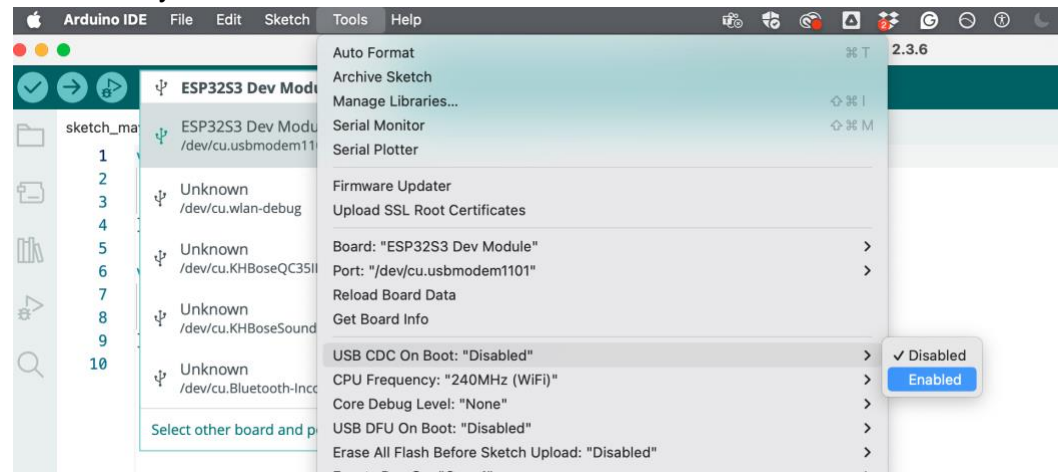 Arduino IDE File Edit Sketch Tools Help
2.3.6
ESP32S3 Dev
ESP32S3 Dev
/dev/cu.usbmodem11
Unknown
/dev/cu.wlan-debug
Unknown
/dev/cu.KHBoseQC35II
Unknown
/dev/cu.KHBoseSound
Unknown
/dev/cu.Bluetooth-Inco
Select other board and
sketch_ma
1
2
3
4
5
6
7
8
9
10
Auto Format ⌘ T
Archive Sketch
Manage Libraries... ⇧ ⌘ I
Serial Monitor ⇧ ⌘ M
Serial Plotter
Firmware Updater
Upload SSL Root Certificates
Board: "ESP32S3 Dev Module"
Port: "/dev/cu.usbmodem1101"
Reload Board Data
Get Board Info
USB CDC On Boot: "Disabled"
CPU Frequency: "240MHz (WiFi)"
Core Debug Level: "None"
USB DFU On Boot: "Disabled"
Erase All Flash Before Sketch Upload: "Disabled"
✓ Disabled
Enabled